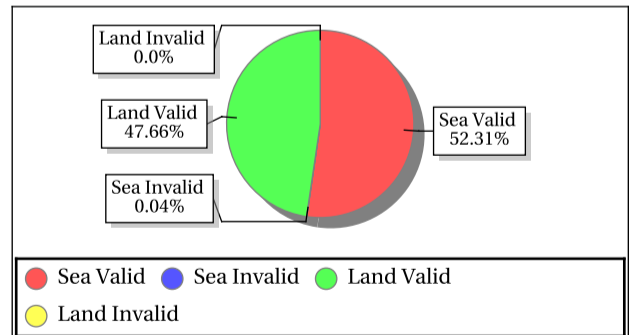 Land Invalid
0.0%
Land Valid
47.66%
Sea Valid
52.31%
Sea Invalid
0.04%
Sea Valid
Sea Invalid
Land Valid
Land Invalid